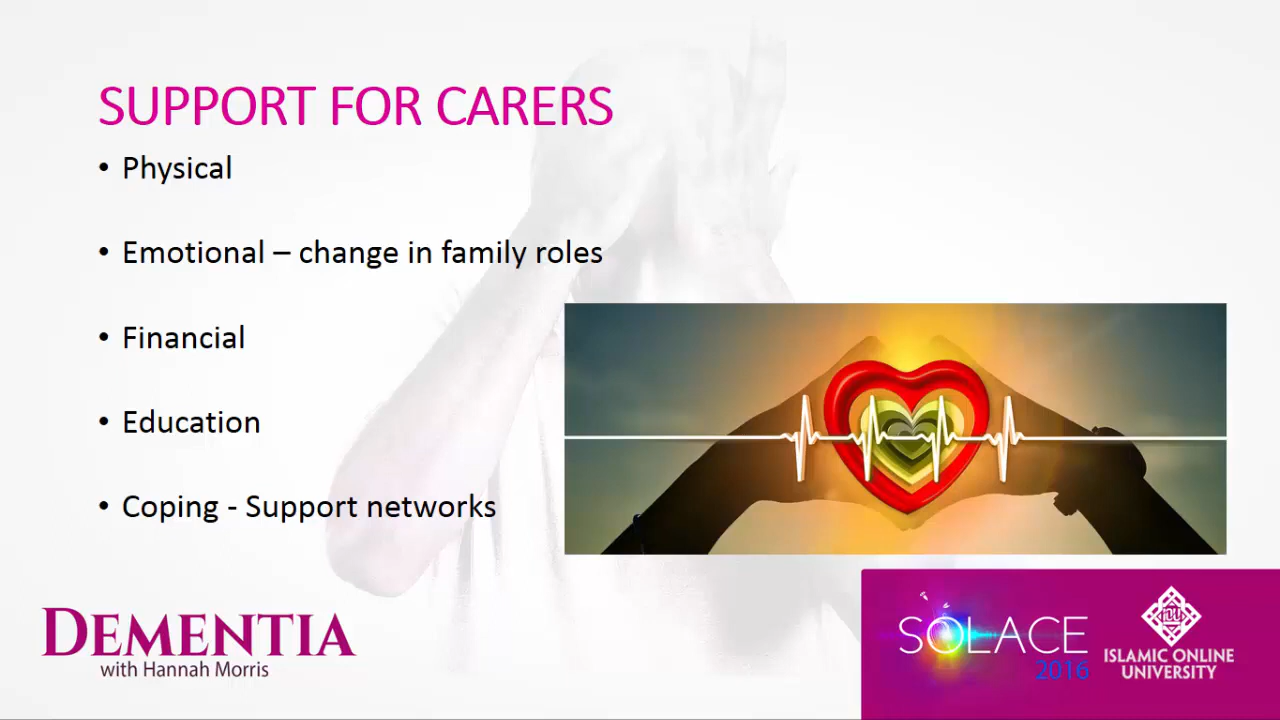 SUPPORT FOR CARERS
• Physical
• Emotional – change in family roles
• Financial
• Education
• Coping - Support networks
DEMENTIA
with Hannah Morris
SOLACE
2016
IOU
ISLAMIC ONLINE
UNIVERSITY